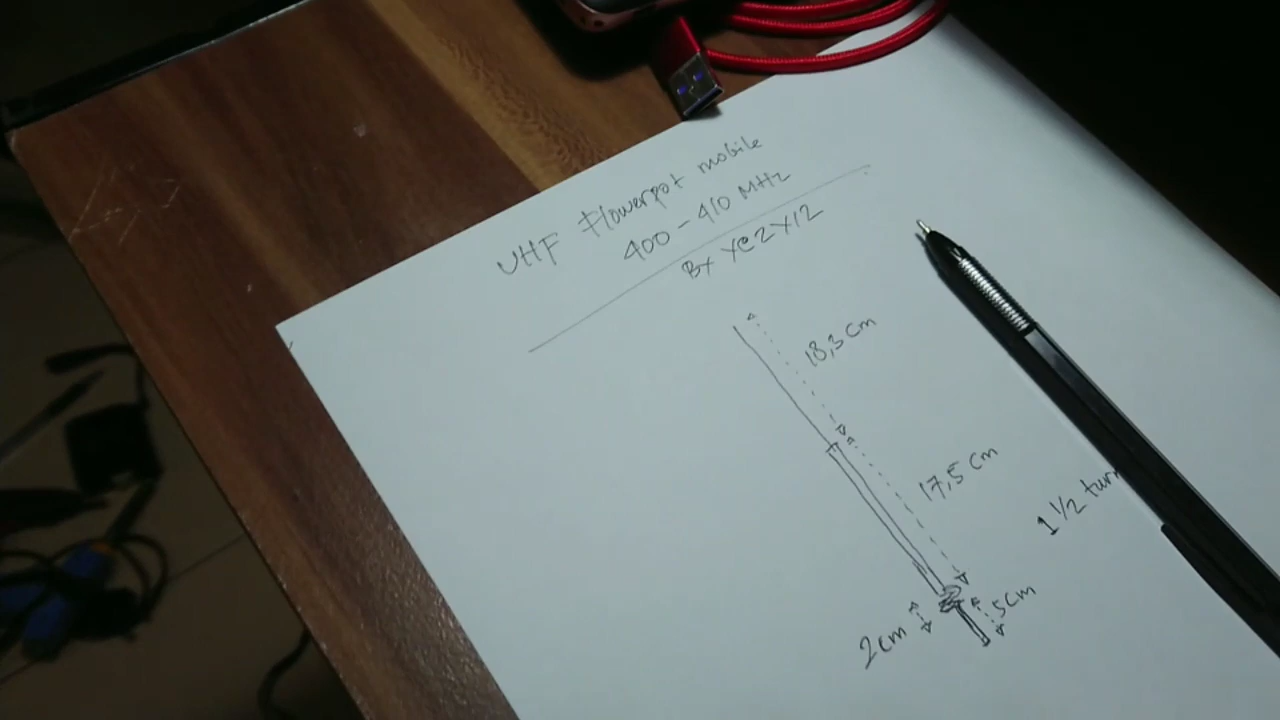 UHF Flowerpot mobile
400 - 410 MHz
By YC2YIZ
18,3 cm
17,5 cm
1 1/2 turn
5cm
2cm